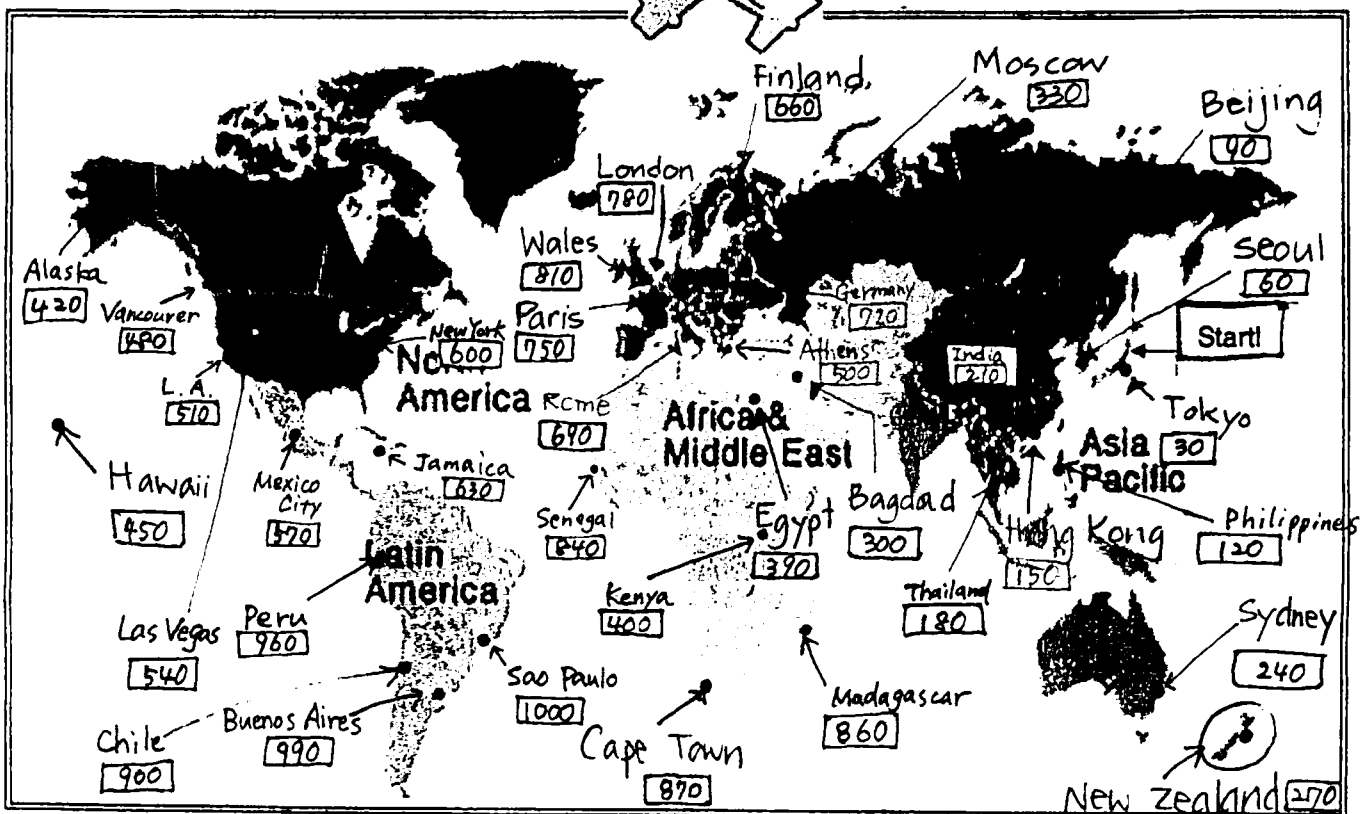 Finland.
660
Moscow
330
Beijing
90
London
780
Wales
810
Seoul
60
Alaska
420
Vancouver
480
Paris
750
Germany
720
Start!
New York
600
North
America
Athens
500
India
210
L.A.
510
Rome
690
Africa &
Middle East
Tokyo
30
Asia
Pacific
Hawaii
450
Mexico
City
570
Jamaica
630
Senegal
840
Egypt
390
Bagdad
300
Hong Kong
150
Philippines
120
Latin
America
Kenya
400
Thailand
180
Las Vegas
540
Peru
960
Sydney
240
Sao Paulo
1000
Madagascar
860
Chile
900
Buenos Aires
990
Cape Town
870
New Zealand 270